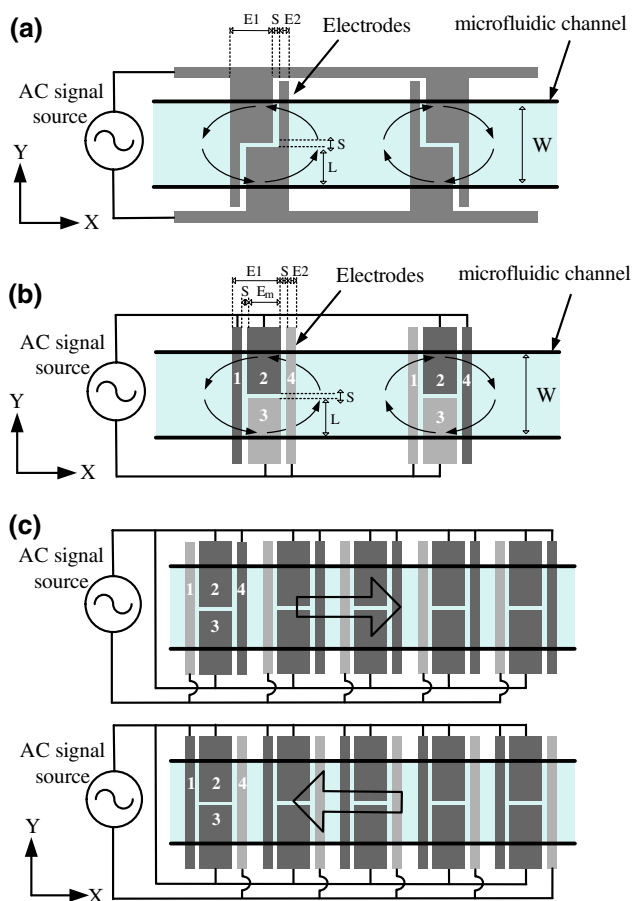 (a)
E1 S E2
Electrodes
microfluidic channel
AC signal
source
Y
X
S
L
W
(b)
E1 S E2
S Em
Electrodes
microfluidic channel
AC signal
source
1 2 4
3
S
L
1 2 4
3
W
Y
X
(c)
AC signal
source
1 2 4
3
AC signal
source
1 2 4
3
Y
X